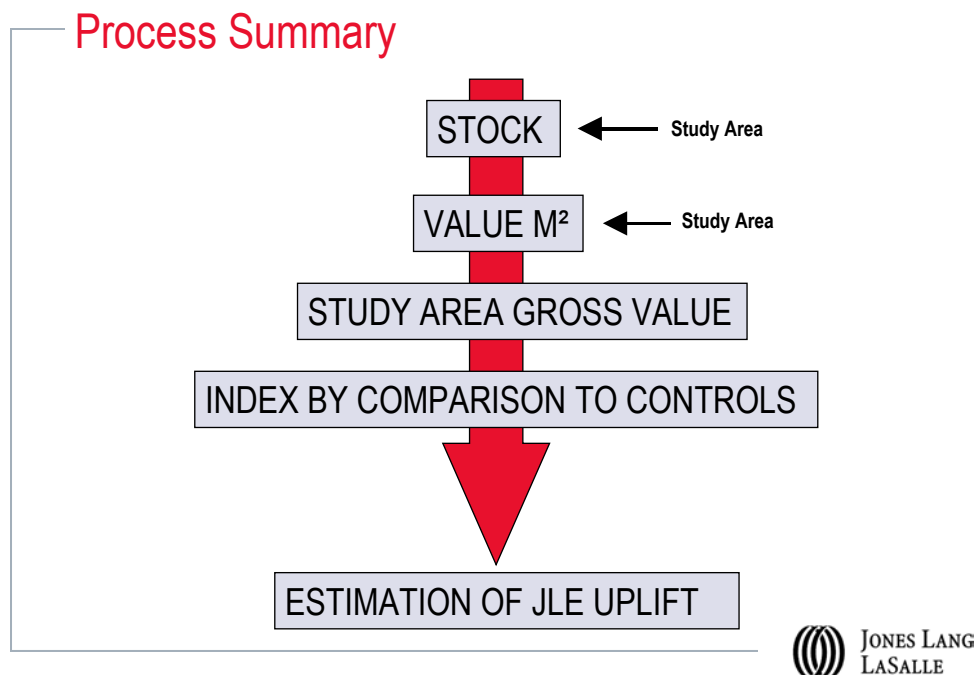 Process Summary
STOCK
Study Area
VALUE M²
Study Area
STUDY AREA GROSS VALUE
INDEX BY COMPARISON TO CONTROLS
ESTIMATION OF JLE UPLIFT
JONES LANG
LASALLE